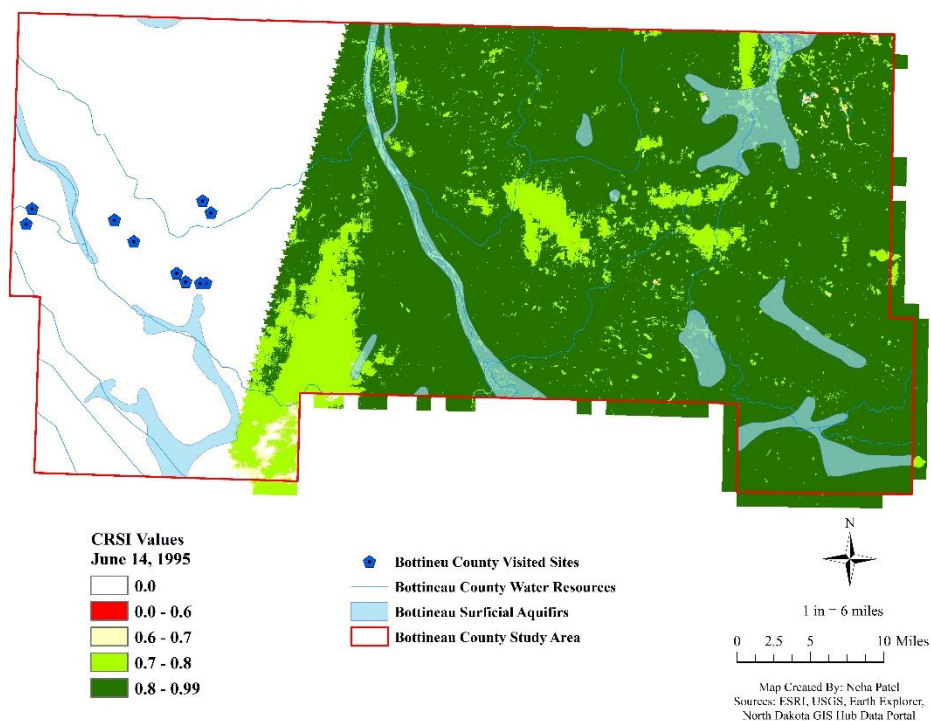 CRSI Values
June 14, 1995
0.0
0.0 - 0.6
0.6 - 0.7
0.7 - 0.8
0.8 - 0.99
Bottineu County Visited Sites
Bottineau County Water Resources
Bottineau Surficial Aquifirs
Bottineau County Study Area
N
1 in = 6 miles
0 2.5 5 10 Miles
Map Created By: Neha Patel
Sources: ESRI, USGS, Earth Explorer,
North Dakota GIS Hub Data Portal